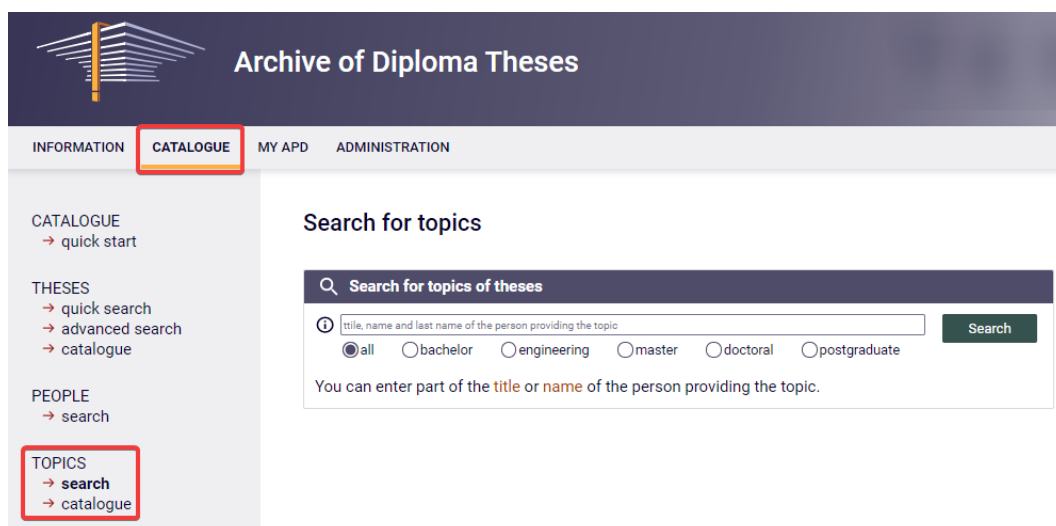 Archive of Diploma Theses
INFORMATION CATALOGUE MY APD ADMINISTRATION
CATALOGUE
→ quick start
THESES
→ quick search
→ advanced search
→ catalogue
PEOPLE
→ search
TOPICS
→ search
→ catalogue
Search for topics
Search for topics of theses
ttile, name and last name of the person providing the topic
Search
all bachelor engineering master doctoral postgraduate
You can enter part of the title or name of the person providing the topic.